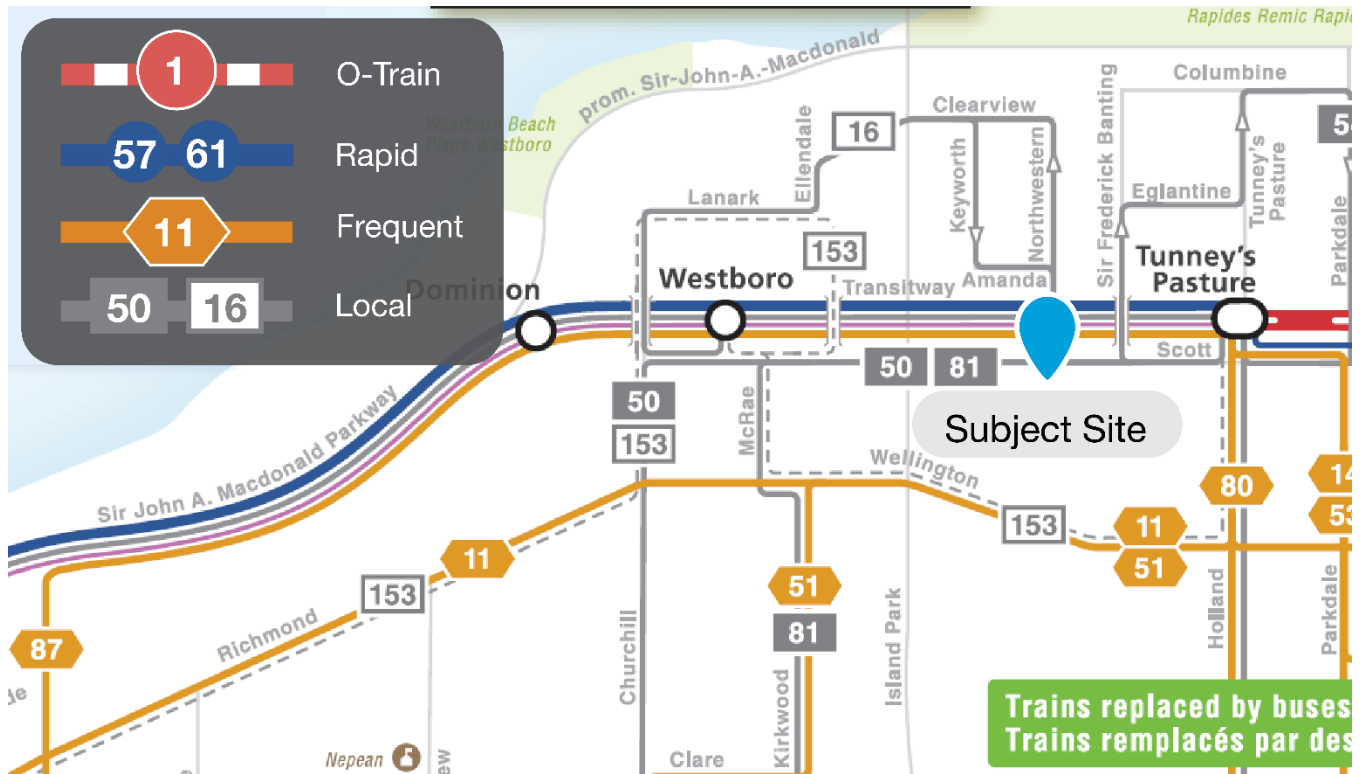 Rapides Remic Rapi
1
O-Train
57 61
Rapid
11
Frequent
50 16
Local
prom. Sir-John-A.-Macdonald
Westboro Beach
Plage Westboro
Columbine
Clearview
Ellendale
16
Keyworth
Northwestern
Sir Frederick Banting
Tunney's
Pasture
Eglantine
Parkdale
Lanark
153
Dominion
Westboro
Transitway
Amanda
Tunney's
Pasture
Scott
50 81
Subject Site
50
153
McRae
Wellington
Sir John A. Macdonald Parkway
80
14
53
153
11
51
11
153
51
81
87
Richmond
Churchill
Kirkwood
Island Park
Holland
Parkdale
Clare
Nepean
Trains replaced by buses
Trains remplacés par des